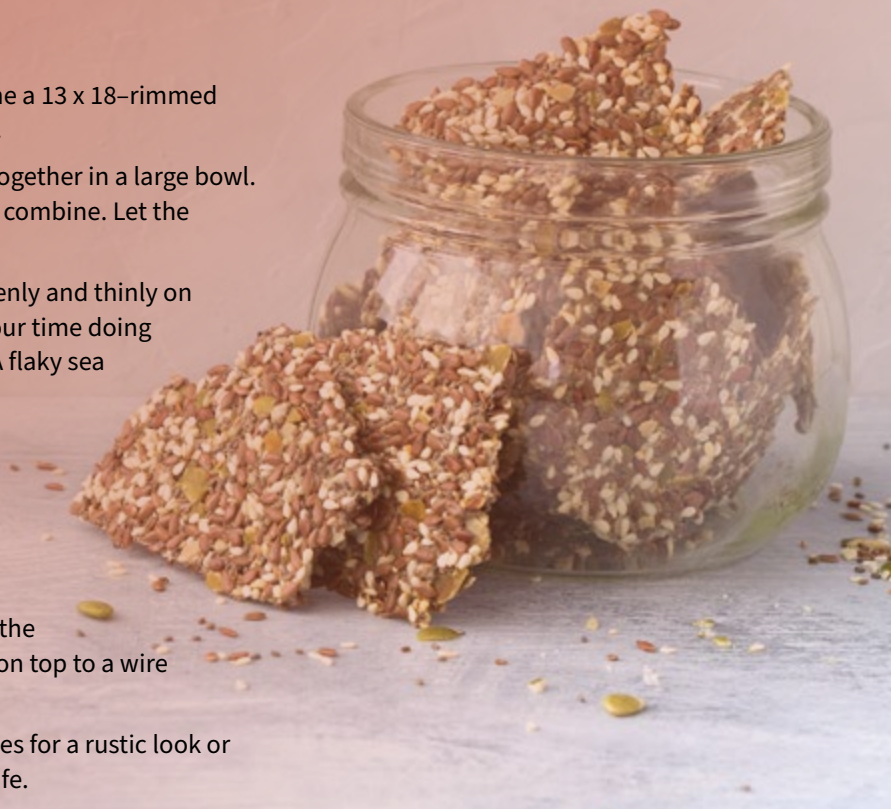 ne a 13 x 18–rimmed
.
ogether in a large bowl.
combine. Let the
enly and thinly on
our time doing
A flaky sea
the
on top to a wire
es for a rustic look or
fe.